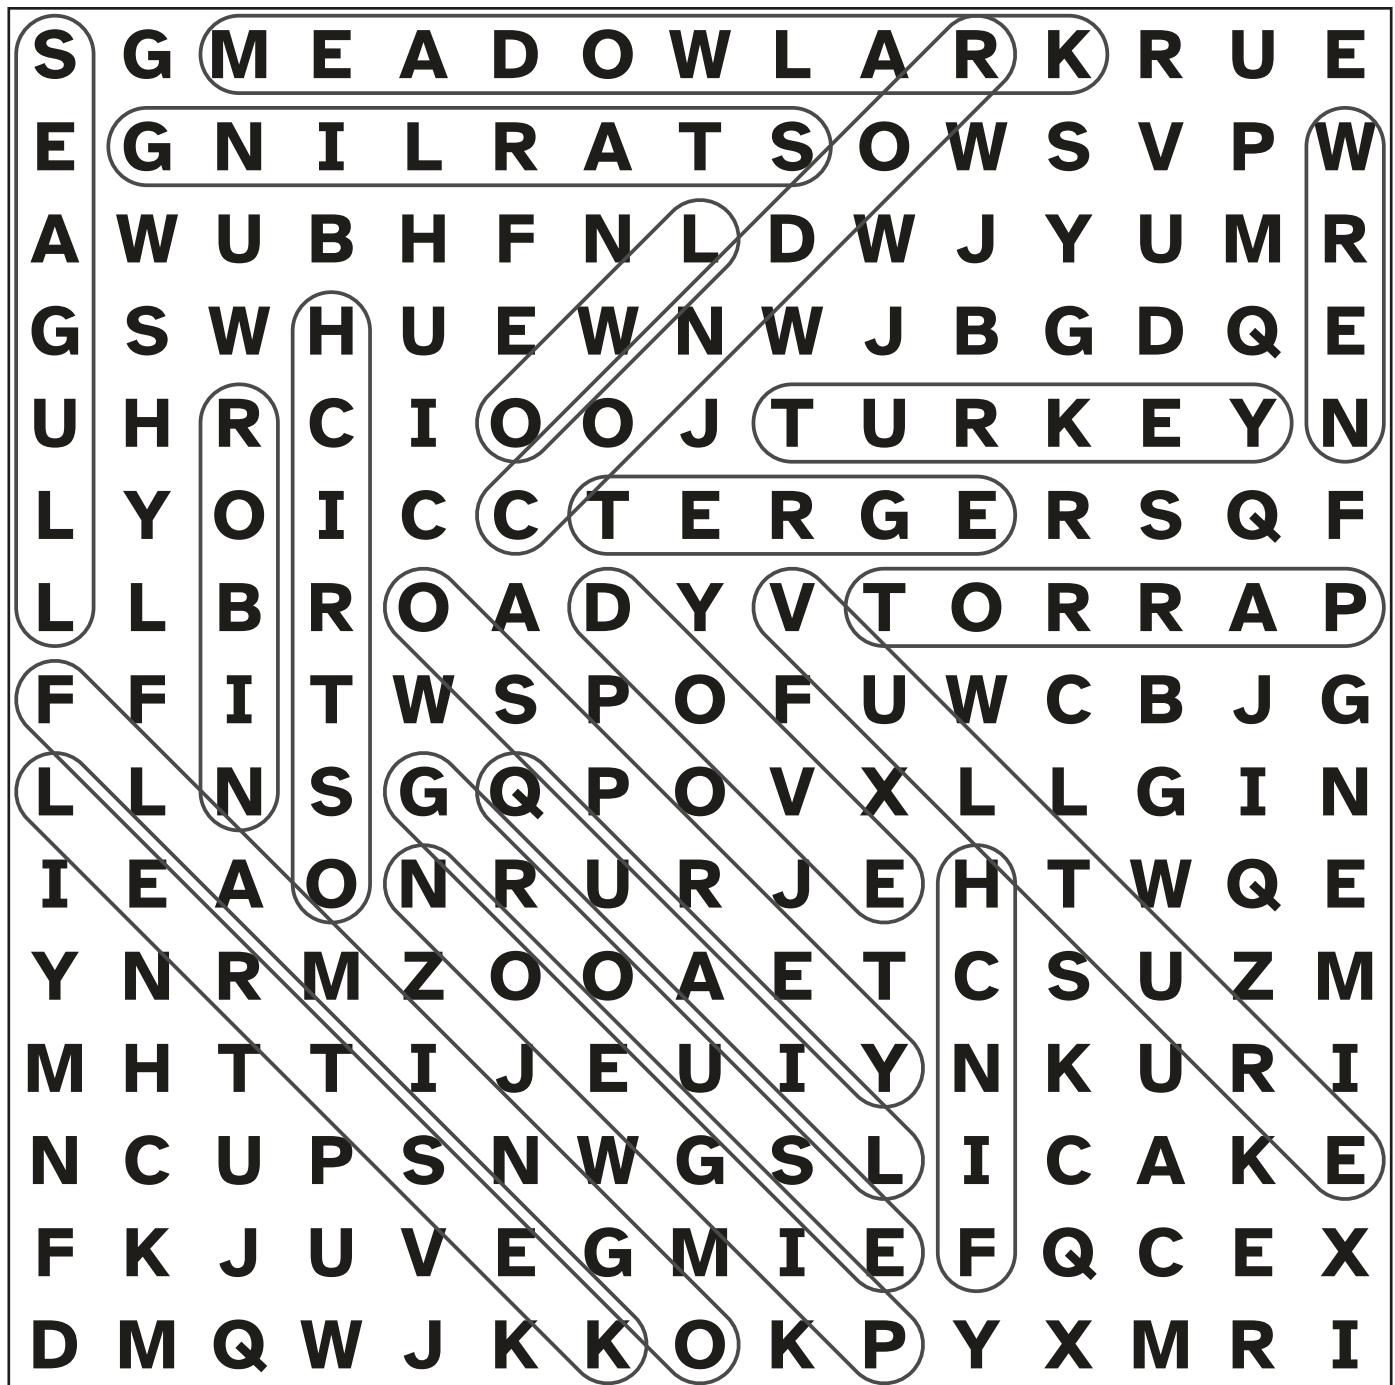 S G M E A D O W L A R K R U E
E G N I L R A T S O W S V P W
A W U B H F N L D W J Y U M R
G S W H U E W N W J B G D Q E
U H R C I O O J T U R K E Y N
L Y O I C C T E R G E R S Q F
L L B R O A D Y V T O R R A P
F F I T W S P O F U W C B J G
L L N S G Q P O V X L L G I N
I E A O N R U R J E H T W Q E
Y N R M Z O O A E T C S U Z M
M H T T I J E U I Y N K U R I
N C U P S N W G S L I C A K E
F K J U V E G M I E F Q C E X
D M Q W J K K O K P Y X M R I